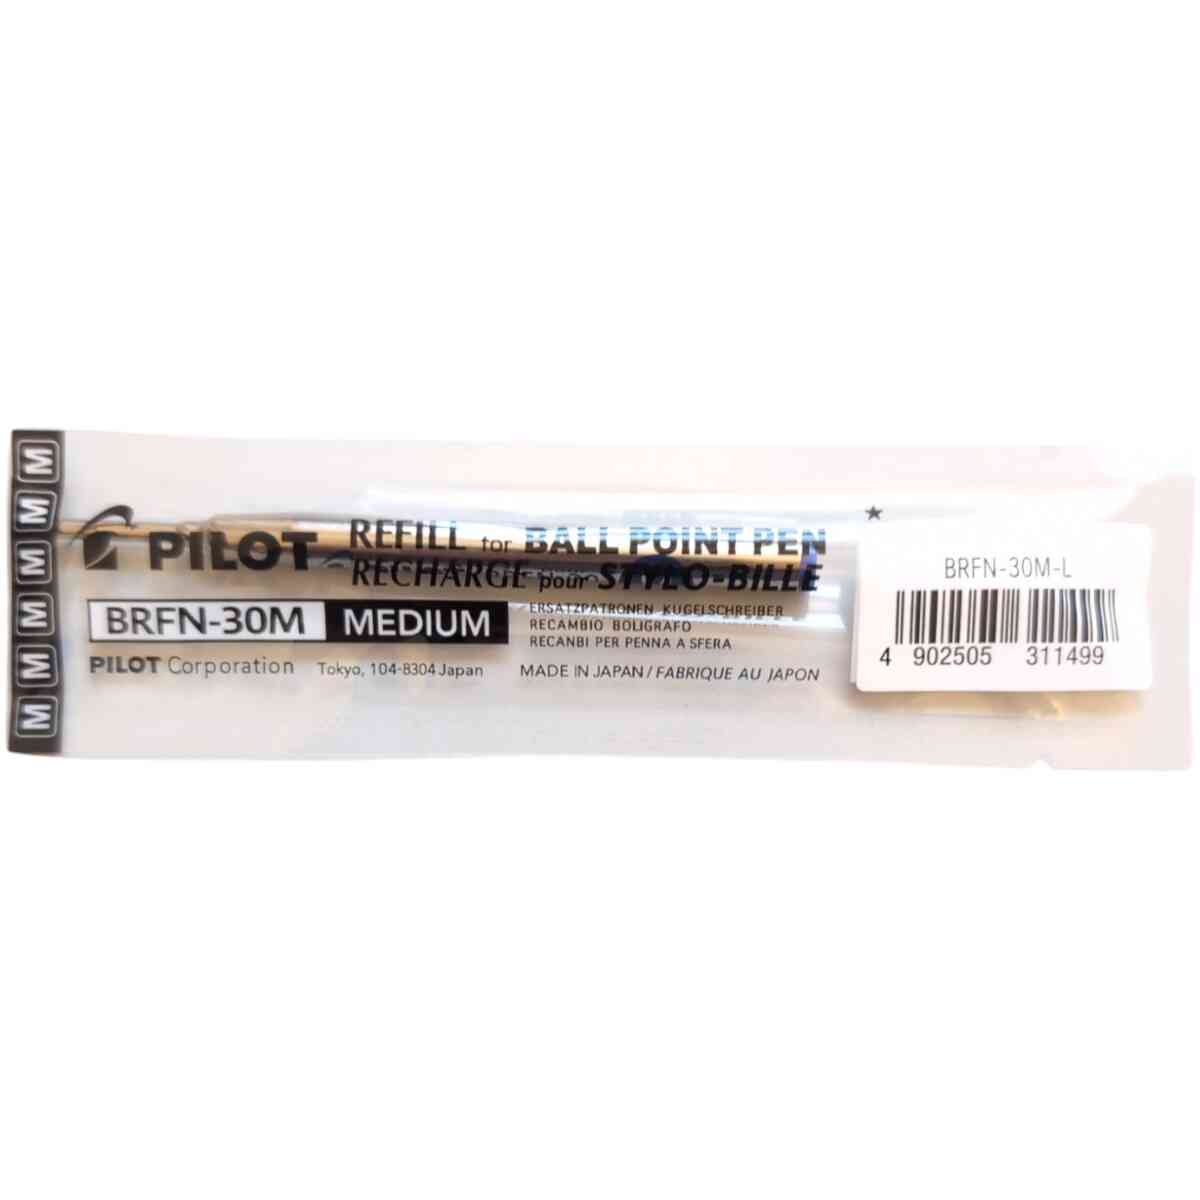 M M M M M M
PILOT
REFILL for BALL POINT PEN
RECHARGE pour STYLO-BILLE
BRFN-30M MEDIUM
ERSATZPATRONEN KUGELSCHREIBER
RECAMBIO BOLIGRAFO
RECANBI PER PENNA A SFERA
PILOT Corporation Tokyo, 104-8304 Japan
MADE IN JAPAN / FABRIQUE AU JAPON
BRFN-30M-L
4 902505 311499